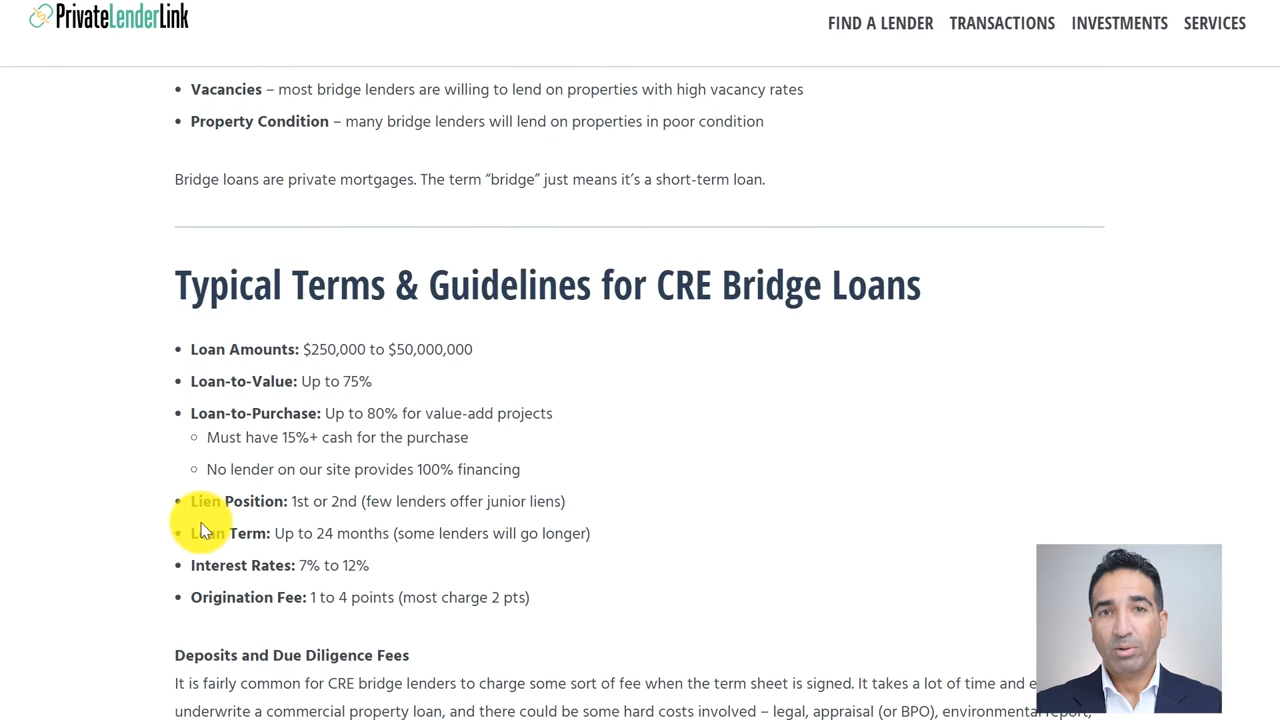 PrivateLenderLink
FIND A LENDER TRANSACTIONS INVESTMENTS SERVICES
• Vacancies – most bridge lenders are willing to lend on properties with high vacancy rates
• Property Condition – many bridge lenders will lend on properties in poor condition
Bridge loans are private mortgages. The term “bridge” just means it’s a short-term loan.
Typical Terms & Guidelines for CRE Bridge Loans
• Loan Amounts: $250,000 to $50,000,000
• Loan-to-Value: Up to 75%
• Loan-to-Purchase: Up to 80% for value-add projects
○ Must have 15%+ cash for the purchase
○ No lender on our site provides 100% financing
• Lien Position: 1st or 2nd (few lenders offer junior liens)
• Loan Term: Up to 24 months (some lenders will go longer)
• Interest Rates: 7% to 12%
• Origination Fee: 1 to 4 points (most charge 2 pts)
Deposits and Due Diligence Fees
It is fairly common for CRE bridge lenders to charge some sort of fee when the term sheet is signed. It takes a lot of time and
underwrite a commercial property loan, and there could be some hard costs involved – legal, appraisal (or BPO), environmental report,